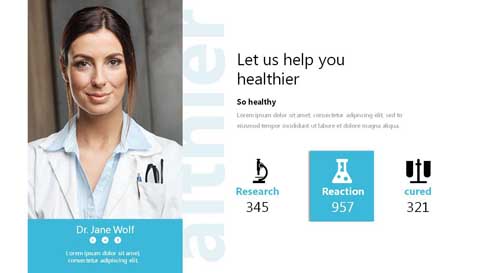 althier
Let us help you
healthier
So healthy
Lorem ipsum dolor sit amet, consectetur adipiscing elit, sed to
eiusmod tempor incididunt ut labore et dolore magna aliqua.
Research
345
Reaction
957
cured
321
Dr. Jane Wolf
Lorem ipsum dolor sit amet,
consectetur adipiscing elit.